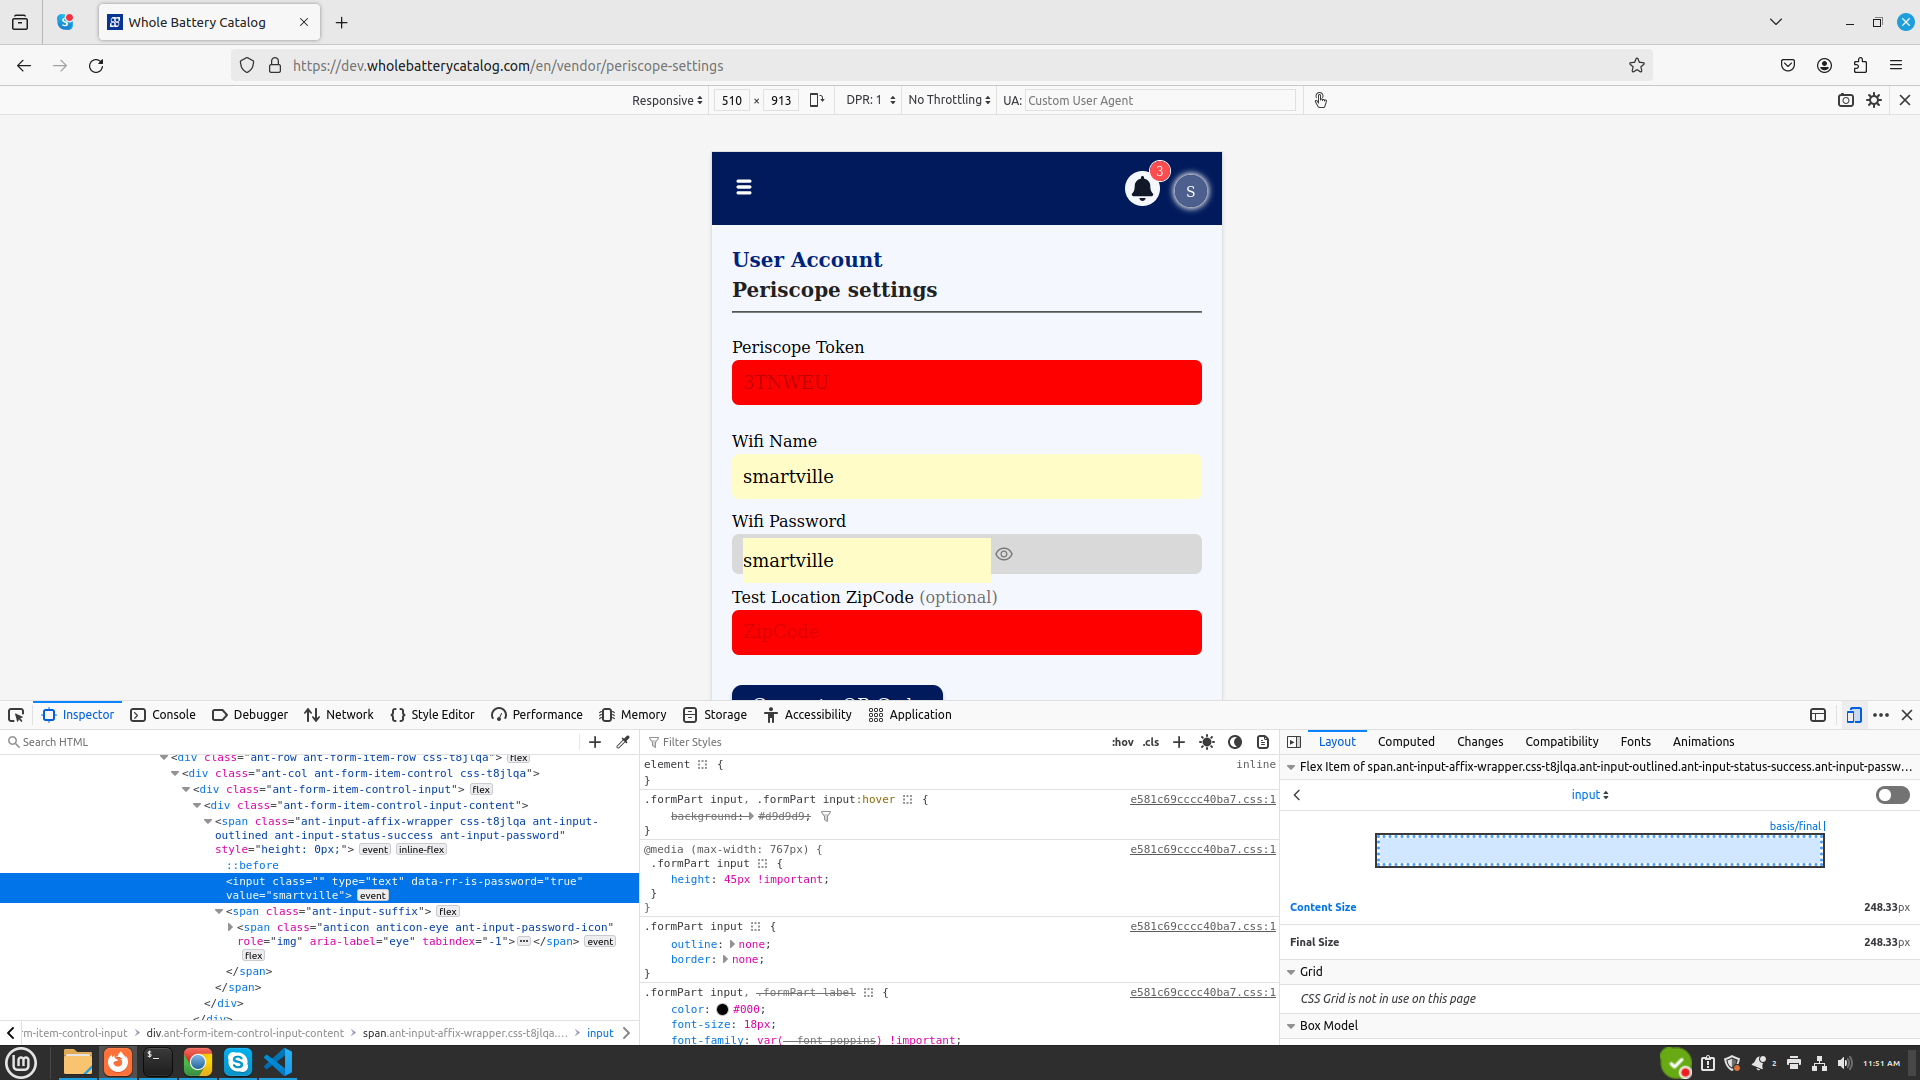 Whole Battery Catalog
https://dev.wholebatterycatalog.com/en/vendor/periscope-settings
Responsive 510 × 913 DPR: 1 No Throttling UA: Custom User Agent
3
S
User Account
Periscope settings
Periscope Token
3TNWEU
Wifi Name
smartville
Wifi Password
smartville
Test Location ZipCode (optional)
ZipCode
Inspector Console Debugger Network Style Editor Performance Memory Storage Accessibility Application
Search HTML
<div class="ant-row ant-form-item-row css-t8jlqa"> flex
<div class="ant-col ant-form-item-control css-t8jlqa">
<div class="ant-form-item-control-input"> flex
<div class="ant-form-item-control-input-content">
<span class="ant-input-affix-wrapper css-t8jlqa ant-input-
outlined ant-input-status-success ant-input-password"
style="height: 0px;"> event inline-flex
::before
<input class="" type="text" data-rr-is-password="true"
value="smartville"> event
<span class="ant-input-suffix"> flex
<span class="anticon anticon-eye ant-input-password-icon"
role="img" aria-label="eye" tabindex="-1"> </span> event
flex
</span>
</span>
</div>
</div>
rm-item-control-input > div.ant-form-item-control-input-content > span.ant-input-affix-wrapper.css-t8jlqa.… > input
Filter Styles :hov .cls
element { inline
}
.formPart input, .formPart input:hover { e581c69cccc40ba7.css:1
background: #d9d9d9;
}
@media (max-width: 767px) { e581c69cccc40ba7.css:1
.formPart input {
height: 45px !important;
}
}
.formPart input { e581c69cccc40ba7.css:1
outline: none;
border: none;
}
.formPart input, .formPart label { e581c69cccc40ba7.css:1
color: #000;
font-size: 18px;
font-family: var(--font-poppins) !important;
Layout Computed Changes Compatibility Fonts Animations
Flex Item of span.ant-input-affix-wrapper.css-t8jlqa.ant-input-outlined.ant-input-status-success.ant-input-passw…
input
basis/final
Content Size 248.33px
Final Size 248.33px
Grid
CSS Grid is not in use on this page
Box Model
2 11:51 AM